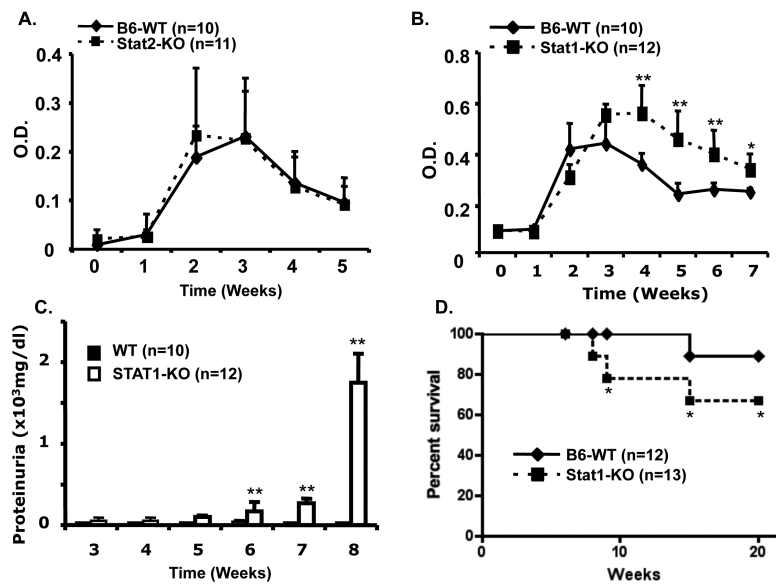 A.
B6-WT (n=10)
Stat2-KO (n=11)
O.D.
0.4
0.3
0.2
0.1
0
0 1 2 3 4 5
Time (Weeks)
B.
B6-WT (n=10)
Stat1-KO (n=12)
O.D.
0.8
0.6
0.4
0.2
0
** ** ** *
0 1 2 3 4 5 6 7
Time (Weeks)
C.
WT (n=10)
STAT1-KO (n=12)
Proteinuria (x10³mg/dl)
2
1
0
** ** **
3 4 5 6 7 8
Time (Weeks)
D.
Percent survival
100
80
60
40
20
0
* * *
B6-WT (n=12)
Stat1-KO (n=13)
0 10 20
Weeks